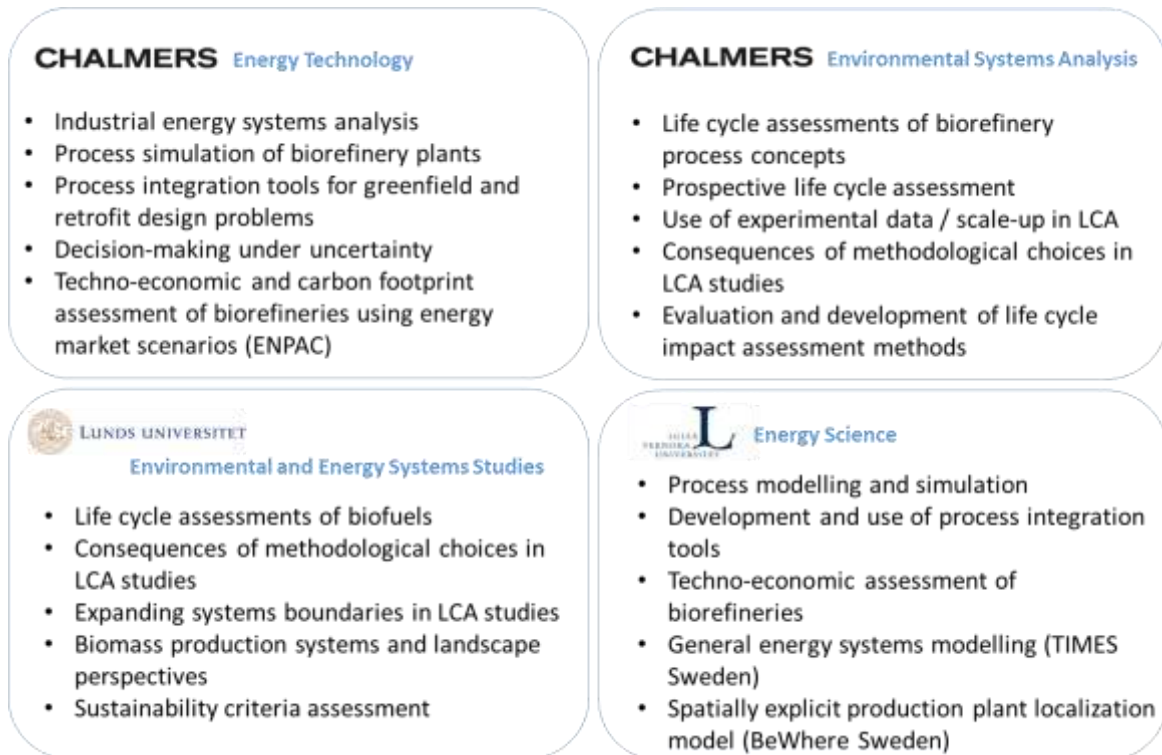 CHALMERS Energy Technology
• Industrial energy systems analysis
• Process simulation of biorefinery plants
• Process integration tools for greenfield and
retrofit design problems
• Decision-making under uncertainty
• Techno-economic and carbon footprint
assessment of biorefineries using energy
market scenarios (ENPAC)
CHALMERS Environmental Systems Analysis
• Life cycle assessments of biorefinery
process concepts
• Prospective life cycle assessment
• Use of experimental data / scale-up in LCA
• Consequences of methodological choices in
LCA studies
• Evaluation and development of life cycle
impact assessment methods
LUNDS UNIVERSITET
Environmental and Energy Systems Studies
• Life cycle assessments of biofuels
• Consequences of methodological choices in
LCA studies
• Expanding systems boundaries in LCA studies
• Biomass production systems and landscape
perspectives
• Sustainability criteria assessment
L Energy Science
UNIVERSITET
• Process modelling and simulation
• Development and use of process integration
tools
• Techno-economic assessment of
biorefineries
• General energy systems modelling (TIMES
Sweden)
• Spatially explicit production plant localization
model (BeWhere Sweden)